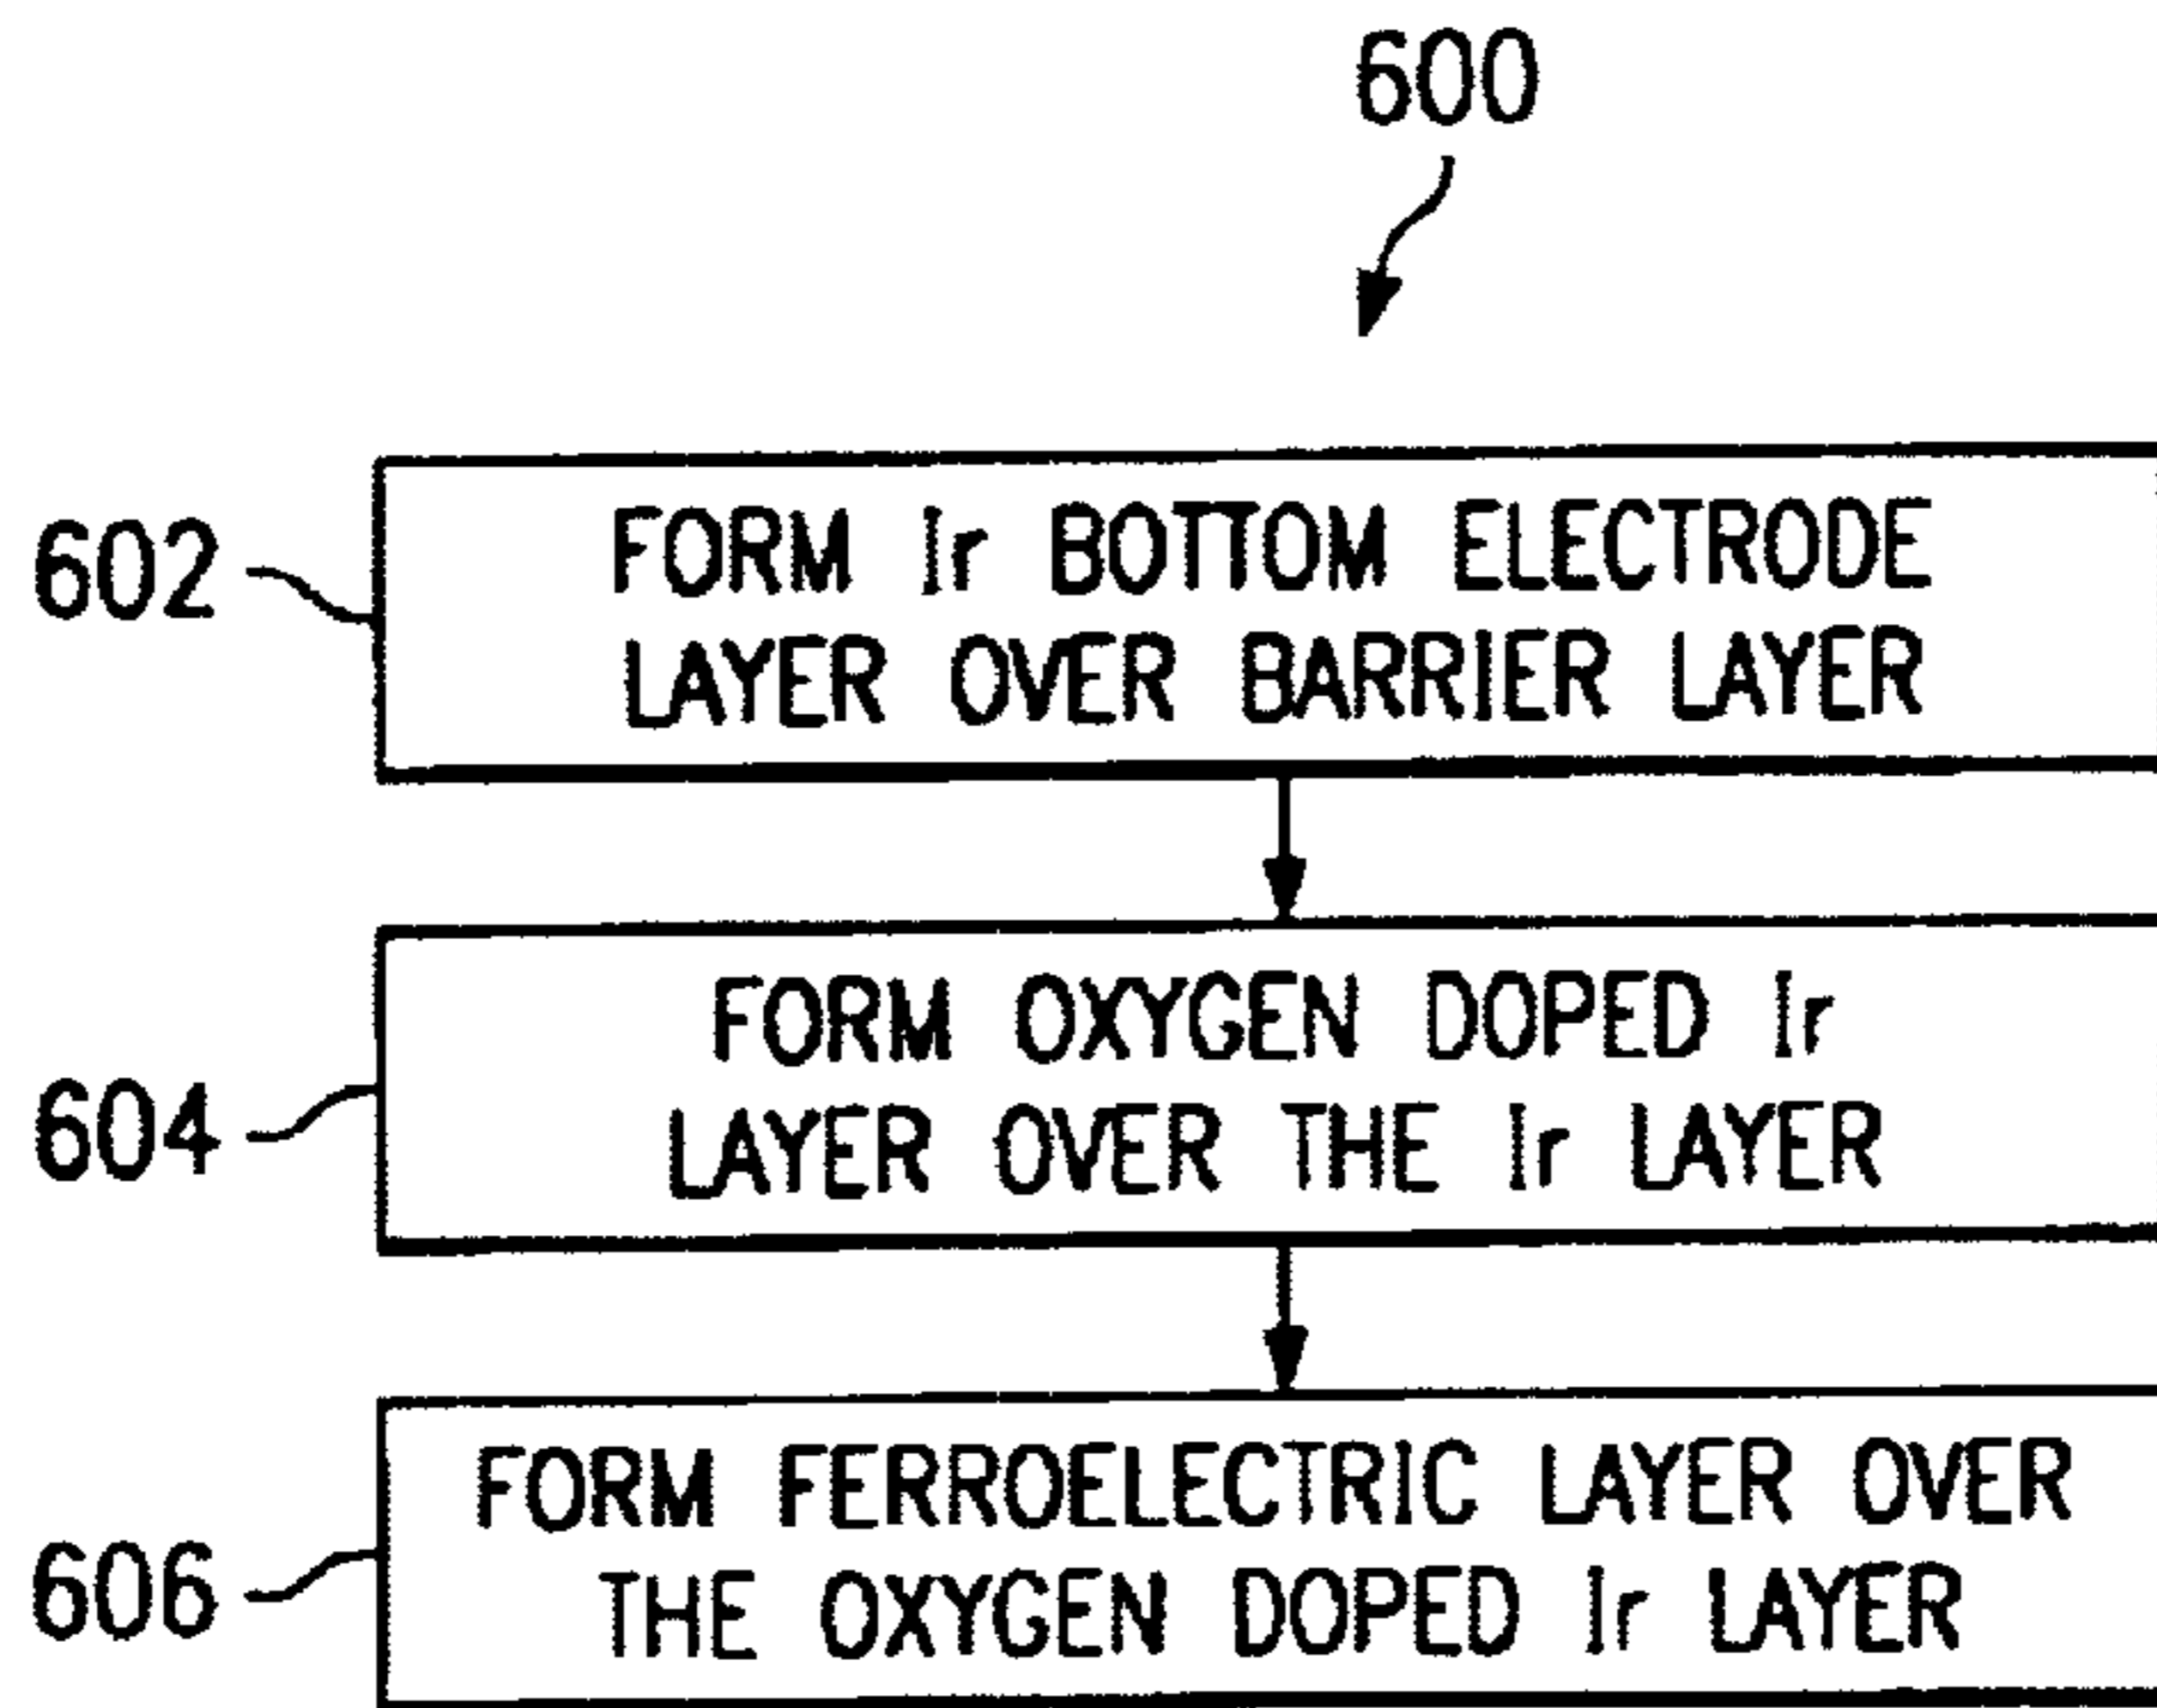 600
602
FORM Ir BOTTOM ELECTRODE
LAYER OVER BARRIER LAYER
604
FORM OXYGEN DOPED Ir
LAYER OVER THE Ir LAYER
606
FORM FERROELECTRIC LAYER OVER
THE OXYGEN DOPED Ir LAYER